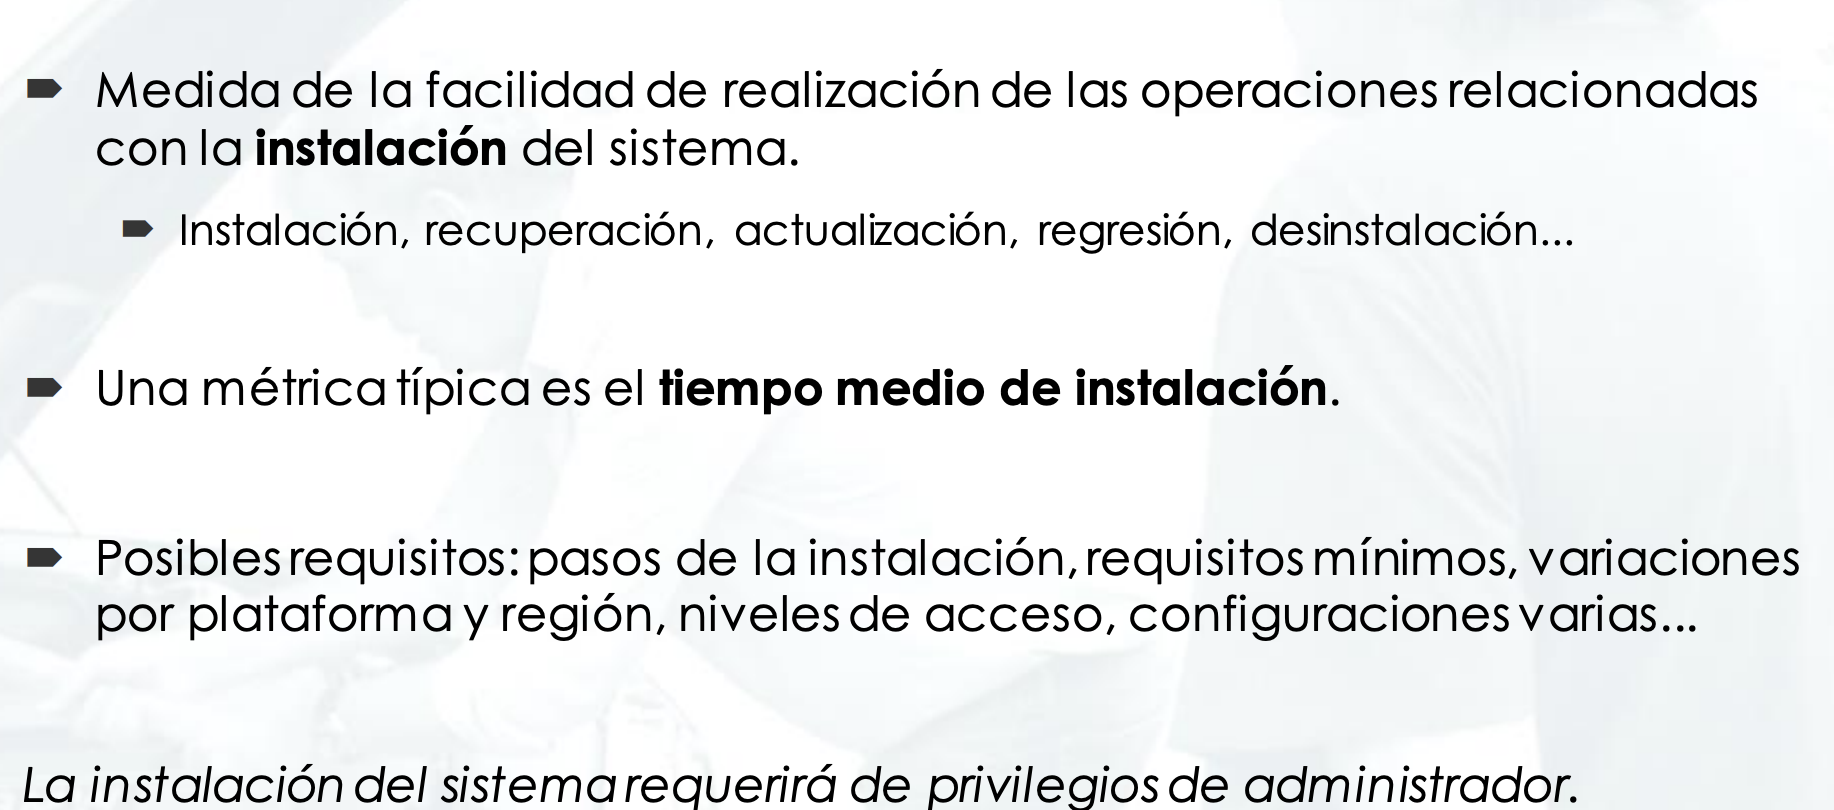 Medida de la facilidad de realización de las operaciones relacionadas
con la instalación del sistema.
Instalación, recuperación, actualización, regresión, desinstalación...
Una métrica típica es el tiempo medio de instalación.
Posibles requisitos: pasos de la instalación, requisitos mínimos, variaciones
por plataforma y región, niveles de acceso, configuraciones varias...
La instalación del sistema requerirá de privilegios de administrador.